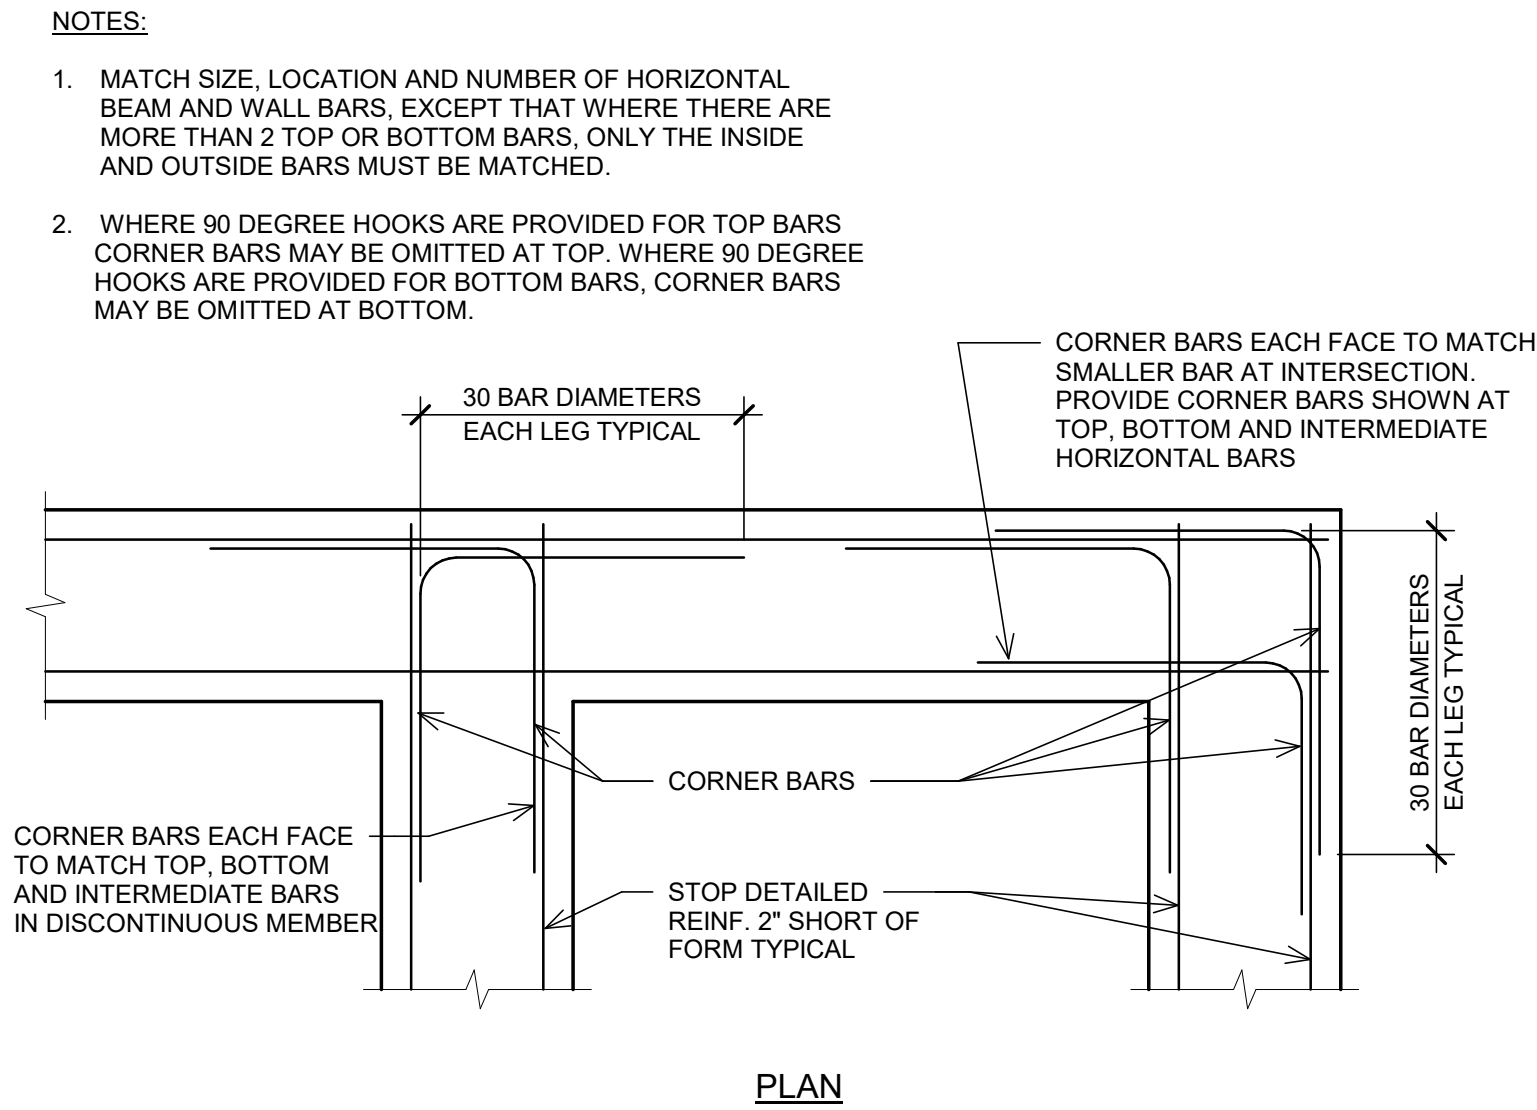 NOTES:
1. MATCH SIZE, LOCATION AND NUMBER OF HORIZONTAL
BEAM AND WALL BARS, EXCEPT THAT WHERE THERE ARE
MORE THAN 2 TOP OR BOTTOM BARS, ONLY THE INSIDE
AND OUTSIDE BARS MUST BE MATCHED.
2. WHERE 90 DEGREE HOOKS ARE PROVIDED FOR TOP BARS
CORNER BARS MAY BE OMITTED AT TOP. WHERE 90 DEGREE
HOOKS ARE PROVIDED FOR BOTTOM BARS, CORNER BARS
MAY BE OMITTED AT BOTTOM.
CORNER BARS EACH FACE TO MATCH
SMALLER BAR AT INTERSECTION.
PROVIDE CORNER BARS SHOWN AT
TOP, BOTTOM AND INTERMEDIATE
HORIZONTAL BARS
30 BAR DIAMETERS
EACH LEG TYPICAL
30 BAR DIAMETERS
EACH LEG TYPICAL
CORNER BARS
CORNER BARS EACH FACE
TO MATCH TOP, BOTTOM
AND INTERMEDIATE BARS
IN DISCONTINUOUS MEMBER
STOP DETAILED
REINF. 2" SHORT OF
FORM TYPICAL
PLAN